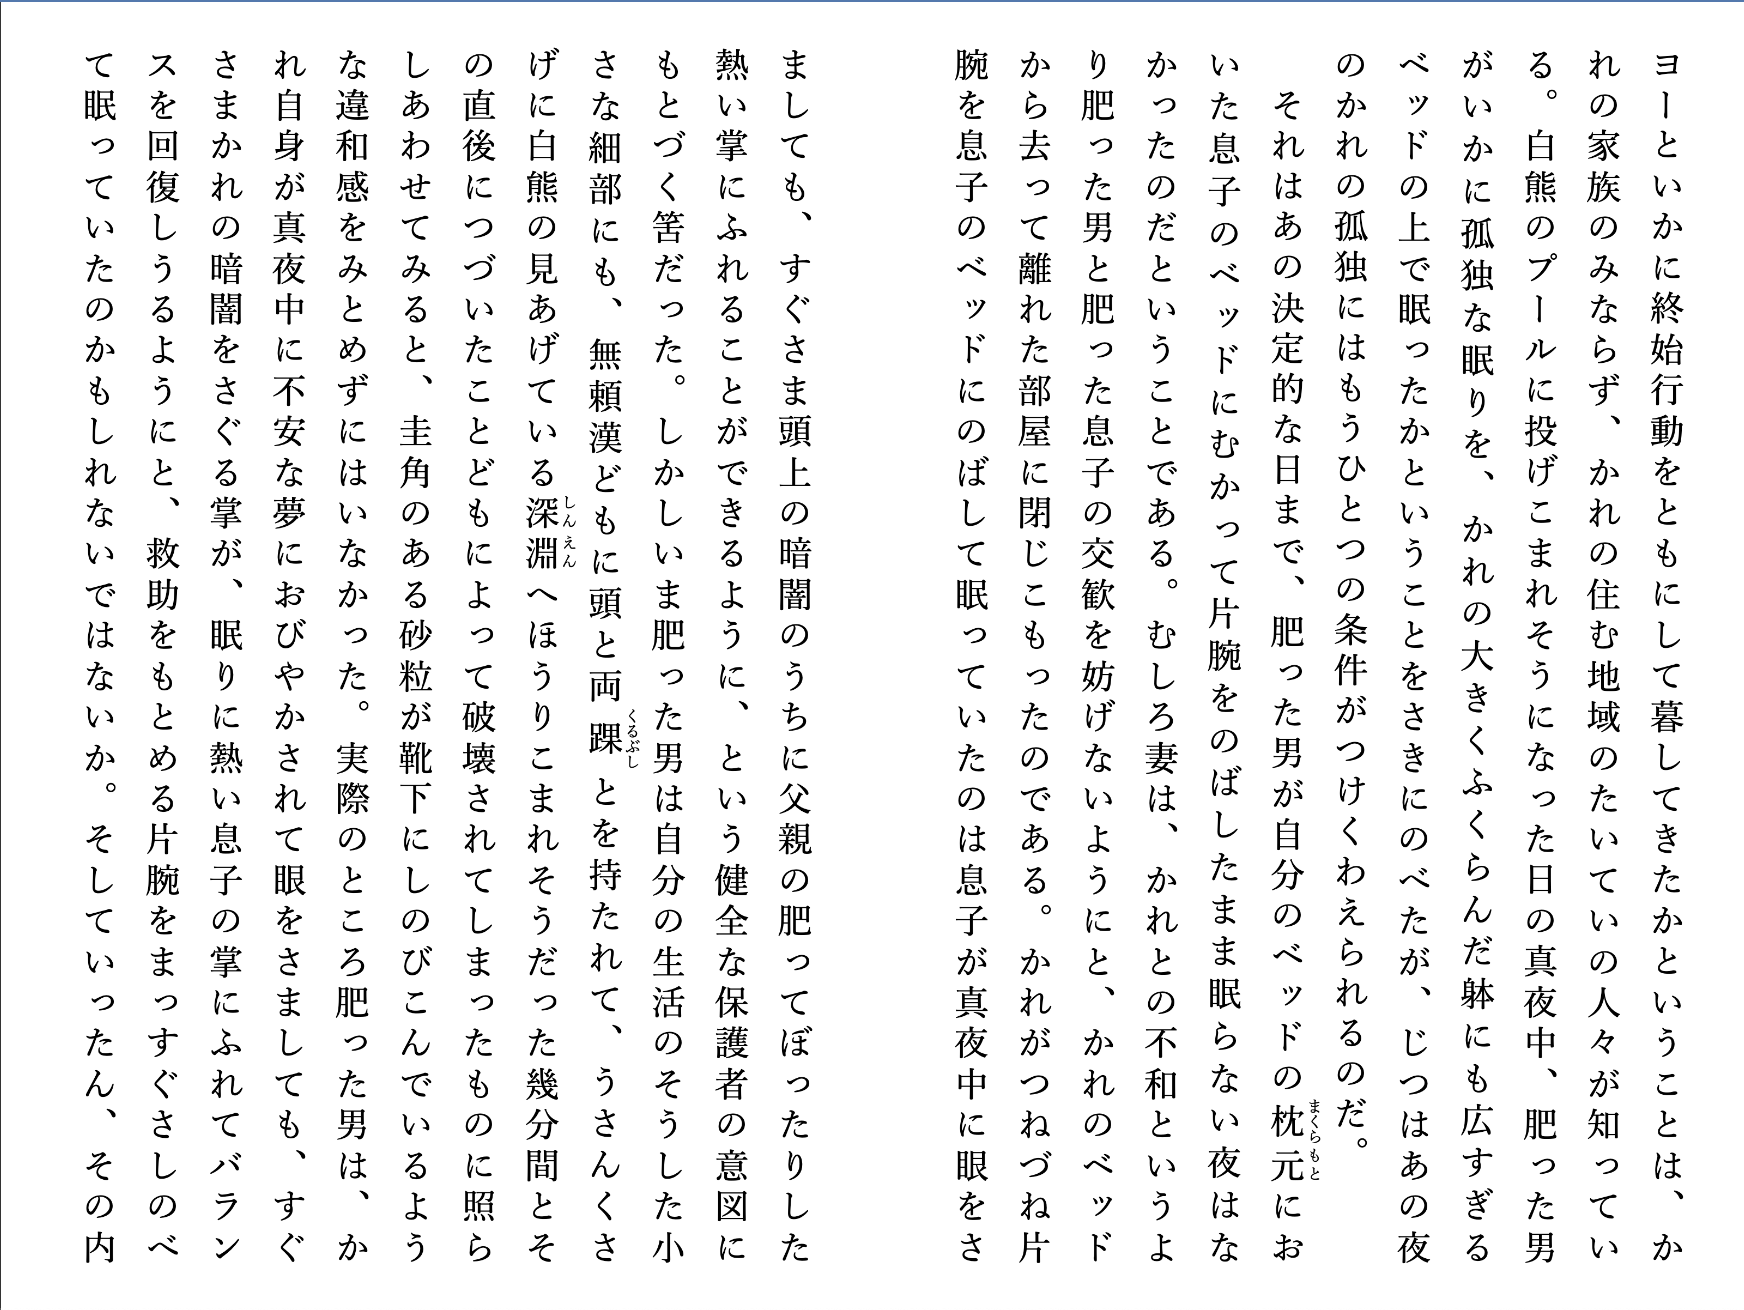 ヨーといかに終始行動をともにして暮してきたかということは、か
れの家族のみならず、かれの住む地域のたいていの人々が知ってい
る。白熊のプールに投げこまれそうになった日の真夜中、肥った男
がいかに孤独な眠りを、かれの大きくふくらんだ躰にも広すぎる
ベッドの上で眠ったかということをさきにのべたが、じつはあの夜
のかれの孤独にはもうひとつの条件がつけくわえられるのだ。
　それはあの決定的な日まで、肥った男が自分のベッドの枕元にお
いた息子のベッドにむかって片腕をのばしたまま眠らない夜はな
かったのだということである。むしろ妻は、かれとの不和というよ
り肥った男と肥った息子の交歓を妨げないようにと、かれのベッド
から去って離れた部屋に閉じこもったのである。かれがつねづね片
腕を息子のベッドにのばして眠っていたのは息子が真夜中に眼をさ
ましても、すぐさま頭上の暗闇のうちに父親の肥ってぼったりした
熱い掌にふれることができるように、という健全な保護者の意図に
もとづく筈だった。しかしいま肥った男は自分の生活のそうした小
さな細部にも、無頼漢どもに頭と両踝とを持たれて、うさんくさ
げに白熊の見あげている深淵へほうりこまれそうだった幾分間とそ
の直後につづいたことどもによって破壊されてしまったものに照ら
しあわせてみると、圭角のある砂粒が靴下にしのびこんでいるよう
な違和感をみとめずにはいなかった。実際のところ肥った男は、か
れ自身が真夜中に不安な夢におびやかされて眼をさましても、すぐ
さまかれの暗闇をさぐる掌が、眠りに熱い息子の掌にふれてバラン
スを回復しうるようにと、救助をもとめる片腕をまっすぐさしのべ
て眠っていたのかもしれないではないか。そしていったん、その内